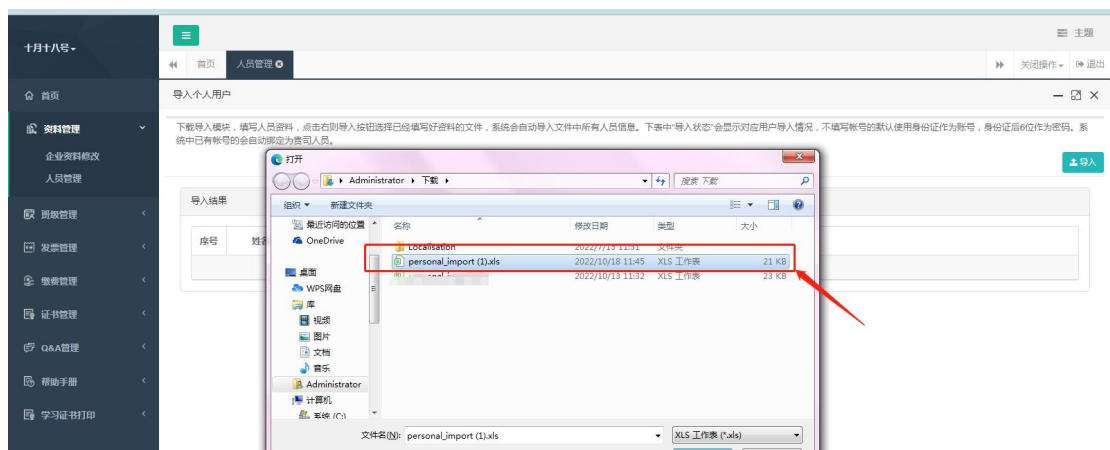 十月十八号
主题
首页 人员管理
关闭操作 退出
首页
导入个人用户
资料管理
企业资料修改
人员管理
班级管理
发票管理
缴费管理
证书管理
Q&A管理
帮助手册
学习证书打印
下载导入模块，填写人员资料，点击右则导入按钮选择已经填写好资料的文件，系统会自动导入文件中所有人员信息。下表中"导入状态"会显示对应用户导入情况，不填写帐号的默认使用身份证作为账号，身份证后6位作为密码。系
统中已有帐号的会自动绑定为贵司人员。
导入
导入结果
序号
打开
Administrator 下载
搜索 下载
组织 新建文件夹
名称 修改日期 类型 大小
最近访问的位置
OneDrive
桌面
WPS网盘
库
视频
图片
文档
音乐
Administrator
计算机
系统 (C:)
Localisation 2022/7/15 11:51 文件夹
personal_import (1).xls 2022/10/18 11:45 XLS 工作表 21 KB
2022/10/13 11:32 XLS 工作表 23 KB
文件名(N): personal_import (1).xls XLS 工作表 (*.xls)